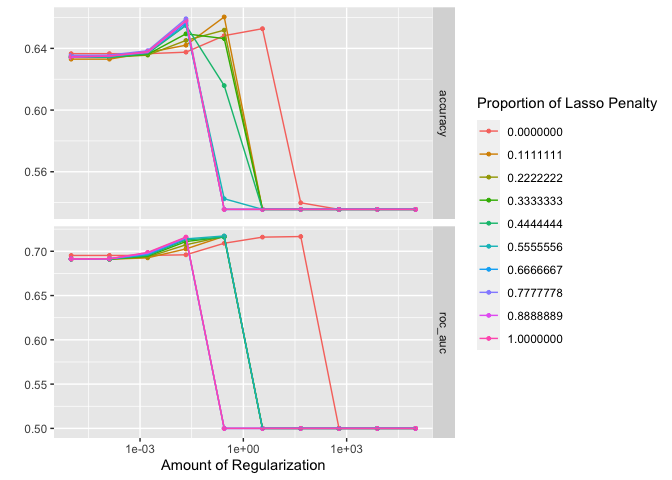 0.64
0.60
0.56
accuracy
0.70
0.65
0.60
0.55
0.50
roc_auc
1e-03
1e+00
1e+03
Amount of Regularization
Proportion of Lasso Penalty
0.0000000
0.1111111
0.2222222
0.3333333
0.4444444
0.5555556
0.6666667
0.7777778
0.8888889
1.0000000